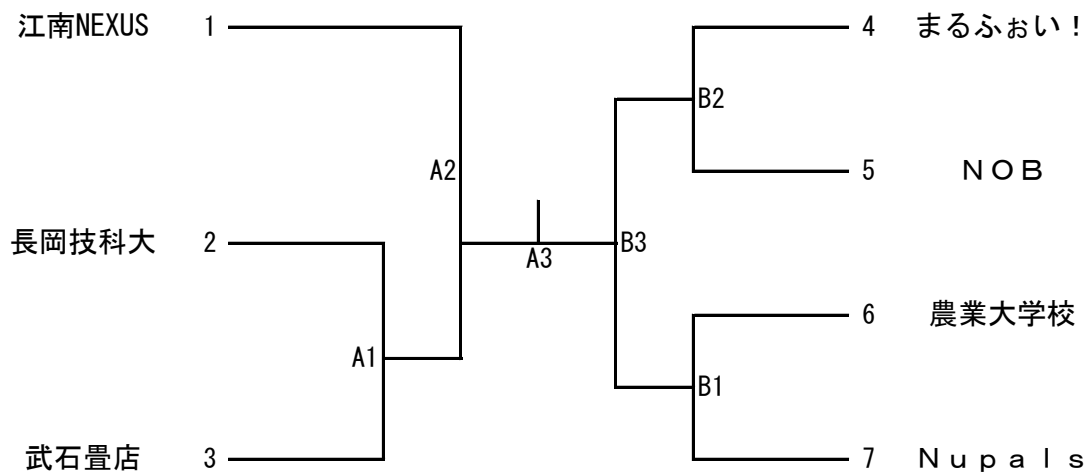 江南NEXUS 1
4 まるふぉい！
B2
A2
5 ＮＯＢ
長岡技科大 2
A3
B3
6 農業大学校
A1
B1
武石畳店 3
7 Ｎｕｐａｌｓ